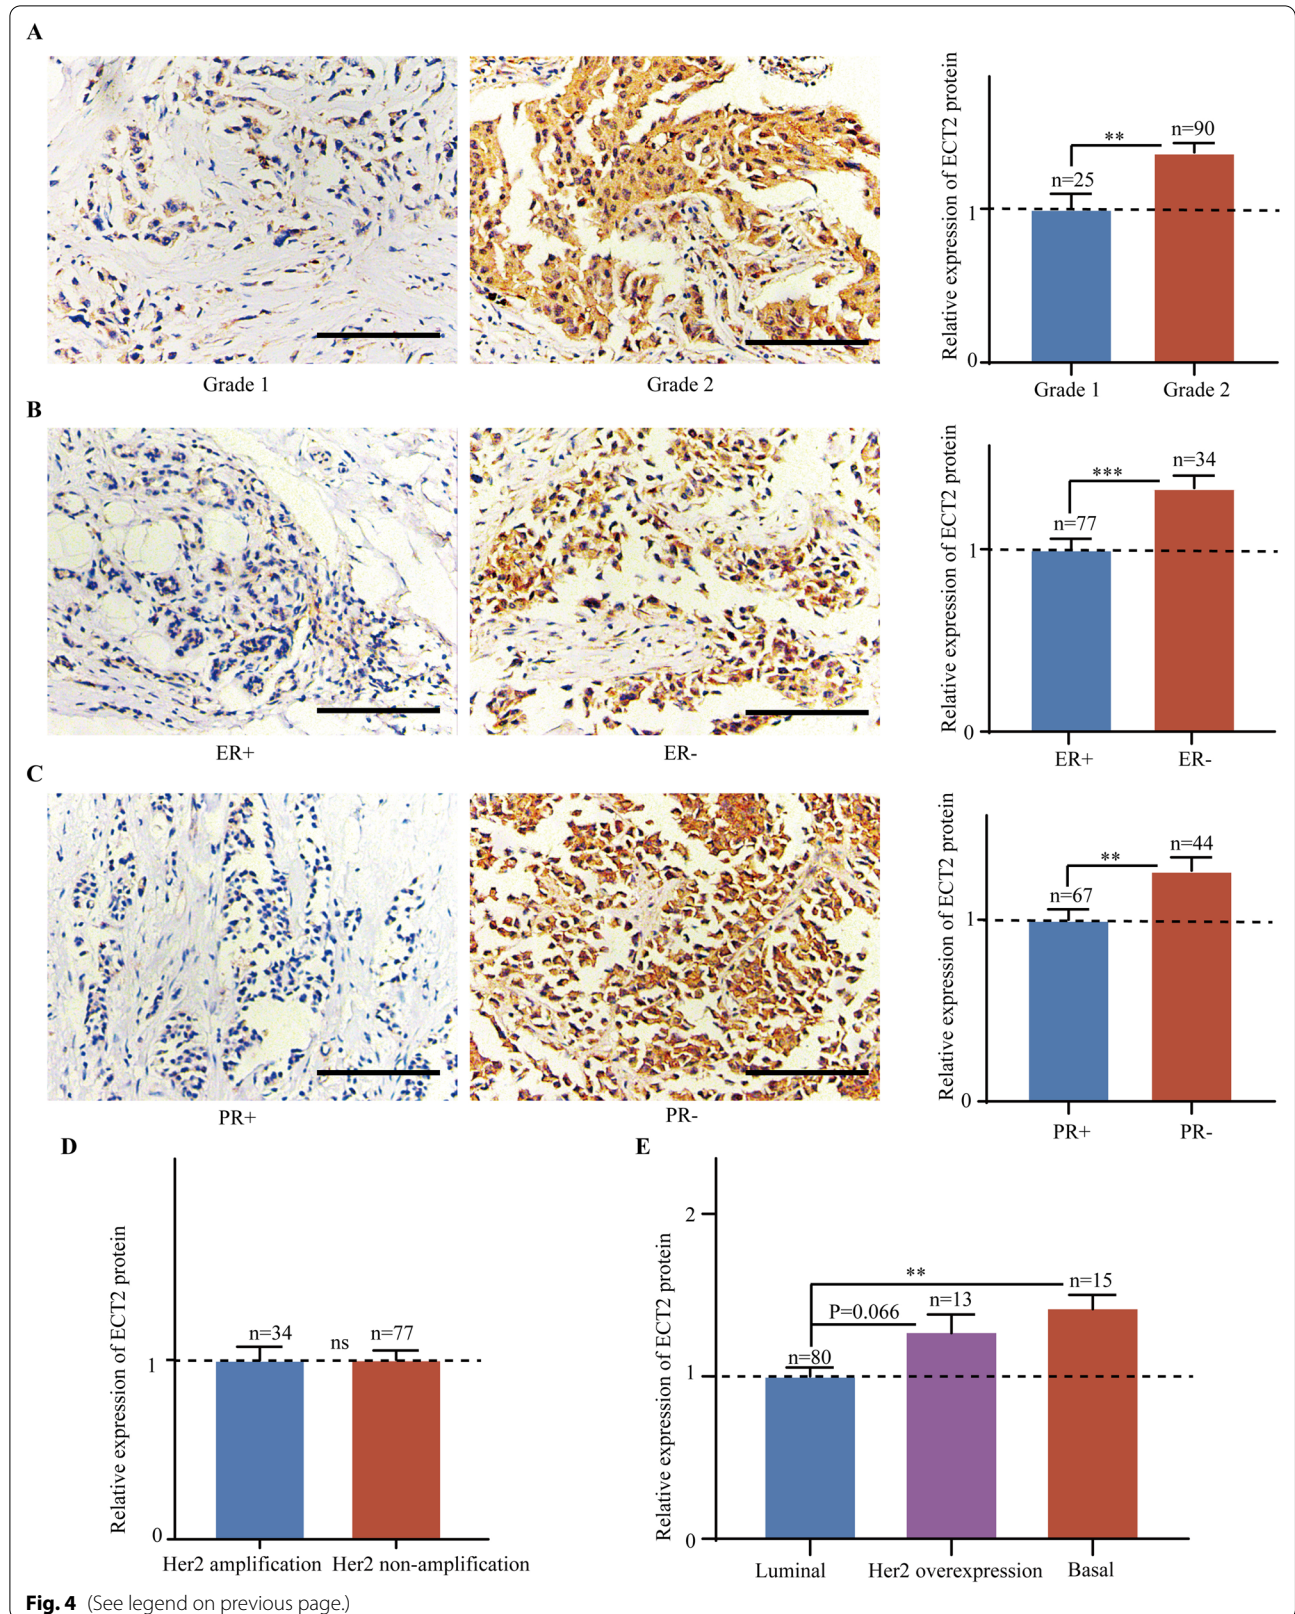 A
Relative expression of ECT2 protein
**
n=90
n=25
1
0
Grade 1
Grade 2
Grade 1
Grade 2
B
Relative expression of ECT2 protein
***
n=34
n=77
1
0
ER+
ER-
ER+
ER-
C
Relative expression of ECT2 protein
**
n=44
n=67
1
0
PR+
PR-
PR+
PR-
D
Relative expression of ECT2 protein
n=34
ns
n=77
1
0
Her2 amplification
Her2 non-amplification
E
Relative expression of ECT2 protein
2
**
n=15
P=0.066
n=13
n=80
1
0
Luminal
Her2 overexpression
Basal
Fig. 4 (See legend on previous page.)